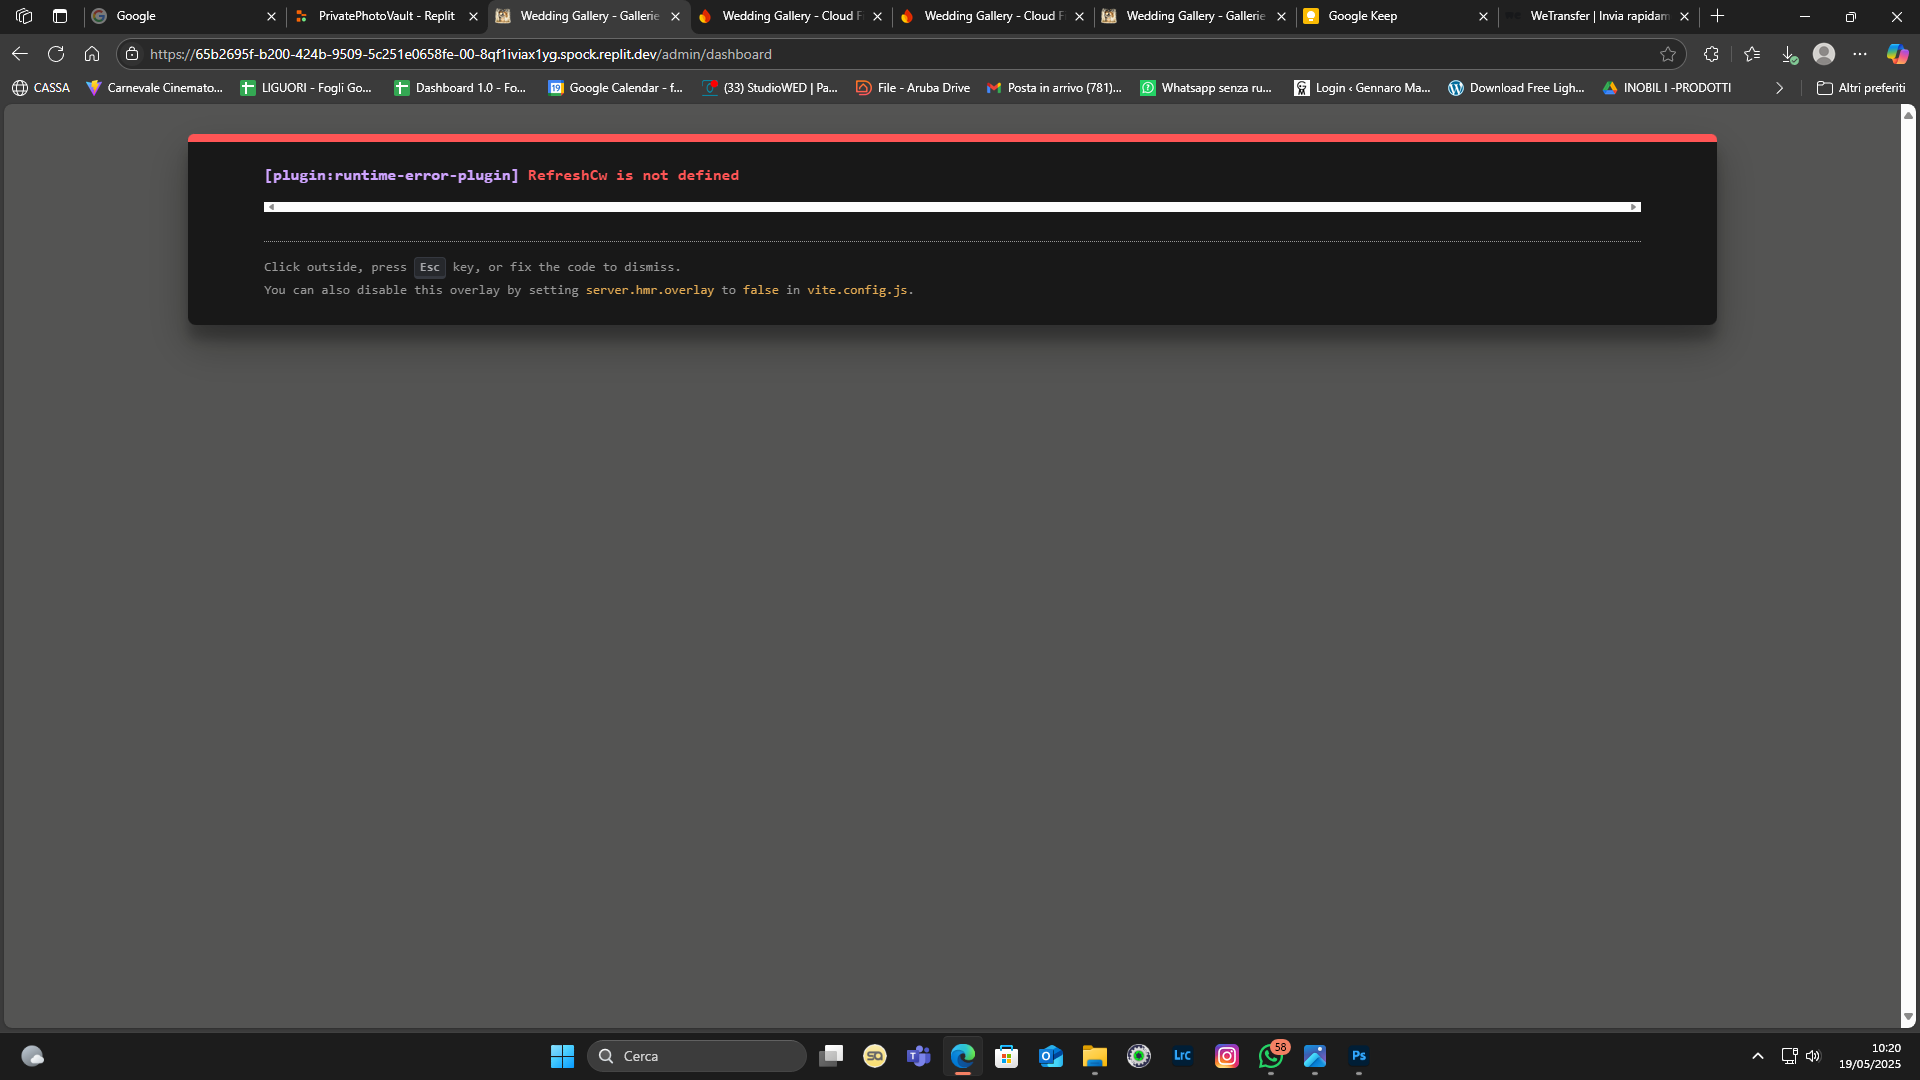 Google
PrivatePhotoVault - Replit
Wedding Gallery - Gallerie
Wedding Gallery - Cloud F
Wedding Gallery - Cloud F
Wedding Gallery - Gallerie
Google Keep
WeTransfer | Invia rapidam
https://65b2695f-b200-424b-9509-5c251e0658fe-00-8qf1iviax1yg.spock.replit.dev/admin/dashboard
CASSA
Carnevale Cinemato...
LIGUORI - Fogli Go...
Dashboard 1.0 - Fo...
19
Google Calendar - f...
(33) StudioWED | Pa...
File - Aruba Drive
Posta in arrivo (781)...
Whatsapp senza ru...
Login ‹ Gennaro Ma...
Download Free Ligh...
INOBIL I -PRODOTTI
Altri preferiti
[plugin:runtime-error-plugin] RefreshCw is not defined
Click outside, press Esc key, or fix the code to dismiss.
You can also disable this overlay by setting server.hmr.overlay to false in vite.config.js.
Cerca
SQ
LrC
58
Ps
10:20
19/05/2025